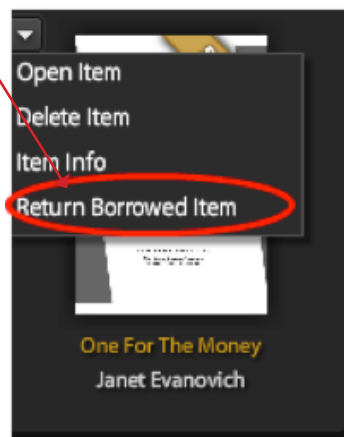 Open Item
Delete Item
Item Info
Return Borrowed Item
One For The Money
Janet Evanovich